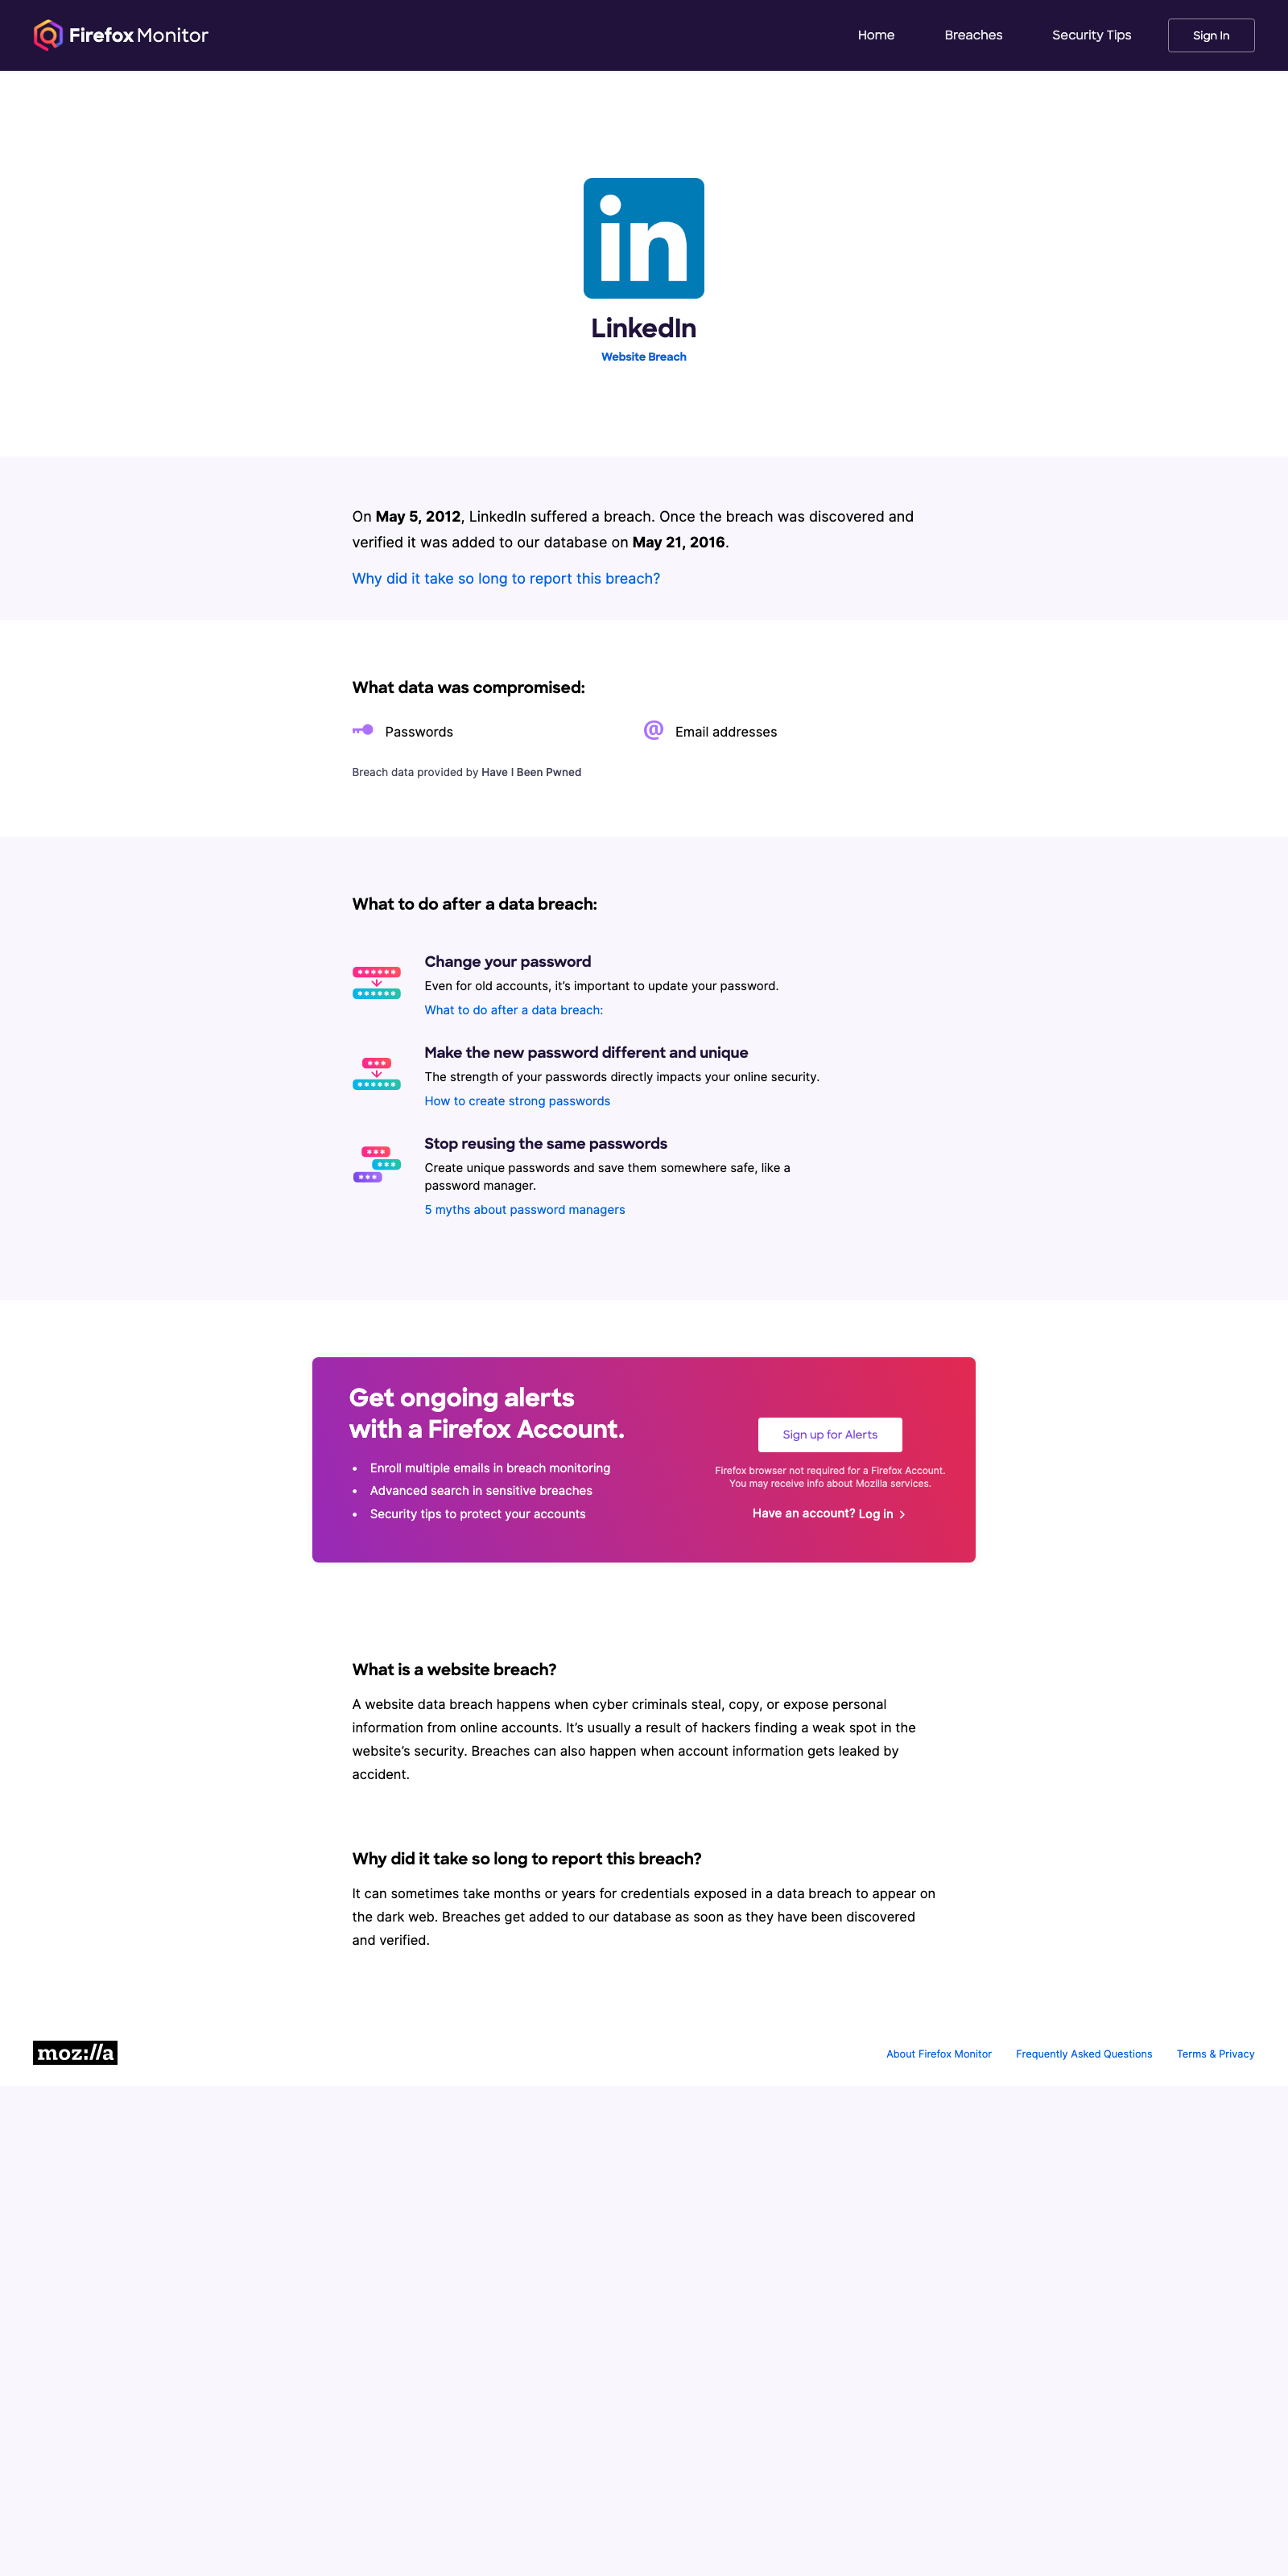 Firefox Monitor
Home
Breaches
Security Tips
Sign In
in
LinkedIn
Website Breach
On May 5, 2012, LinkedIn suffered a breach. Once the breach was discovered and
verified it was added to our database on May 21, 2016.
Why did it take so long to report this breach?
What data was compromised:
Passwords
@ Email addresses
Breach data provided by Have I Been Pwned
What to do after a data breach:
Change your password
Even for old accounts, it’s important to update your password.
What to do after a data breach:
Make the new password different and unique
The strength of your passwords directly impacts your online security.
How to create strong passwords
Stop reusing the same passwords
Create unique passwords and save them somewhere safe, like a
password manager.
5 myths about password managers
Get ongoing alerts
with a Firefox Account.
• Enroll multiple emails in breach monitoring
• Advanced search in sensitive breaches
• Security tips to protect your accounts
Sign up for Alerts
Firefox browser not required for a Firefox Account.
You may receive info about Mozilla services.
Have an account? Log in
What is a website breach?
A website data breach happens when cyber criminals steal, copy, or expose personal
information from online accounts. It’s usually a result of hackers finding a weak spot in the
website’s security. Breaches can also happen when account information gets leaked by
accident.
Why did it take so long to report this breach?
It can sometimes take months or years for credentials exposed in a data breach to appear on
the dark web. Breaches get added to our database as soon as they have been discovered
and verified.
moz://a
About Firefox Monitor
Frequently Asked Questions
Terms & Privacy